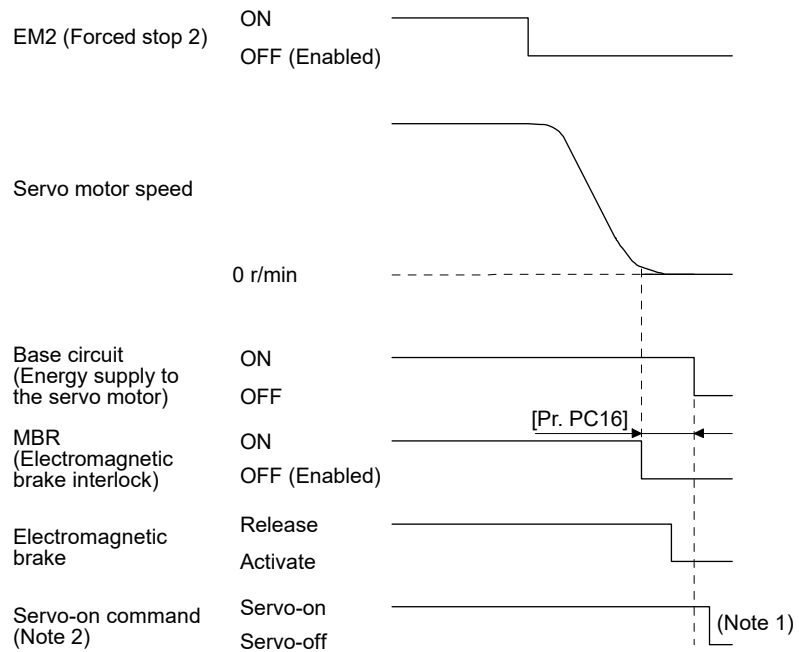 EM2 (Forced stop 2)
ON
OFF (Enabled)
Servo motor speed
0 r/min
Base circuit
(Energy supply to
the servo motor)
ON
OFF
[Pr. PC16]
MBR
(Electromagnetic
brake interlock)
ON
OFF (Enabled)
Electromagnetic
brake
Release
Activate
Servo-on command
(Note 2)
Servo-on
Servo-off
(Note 1)